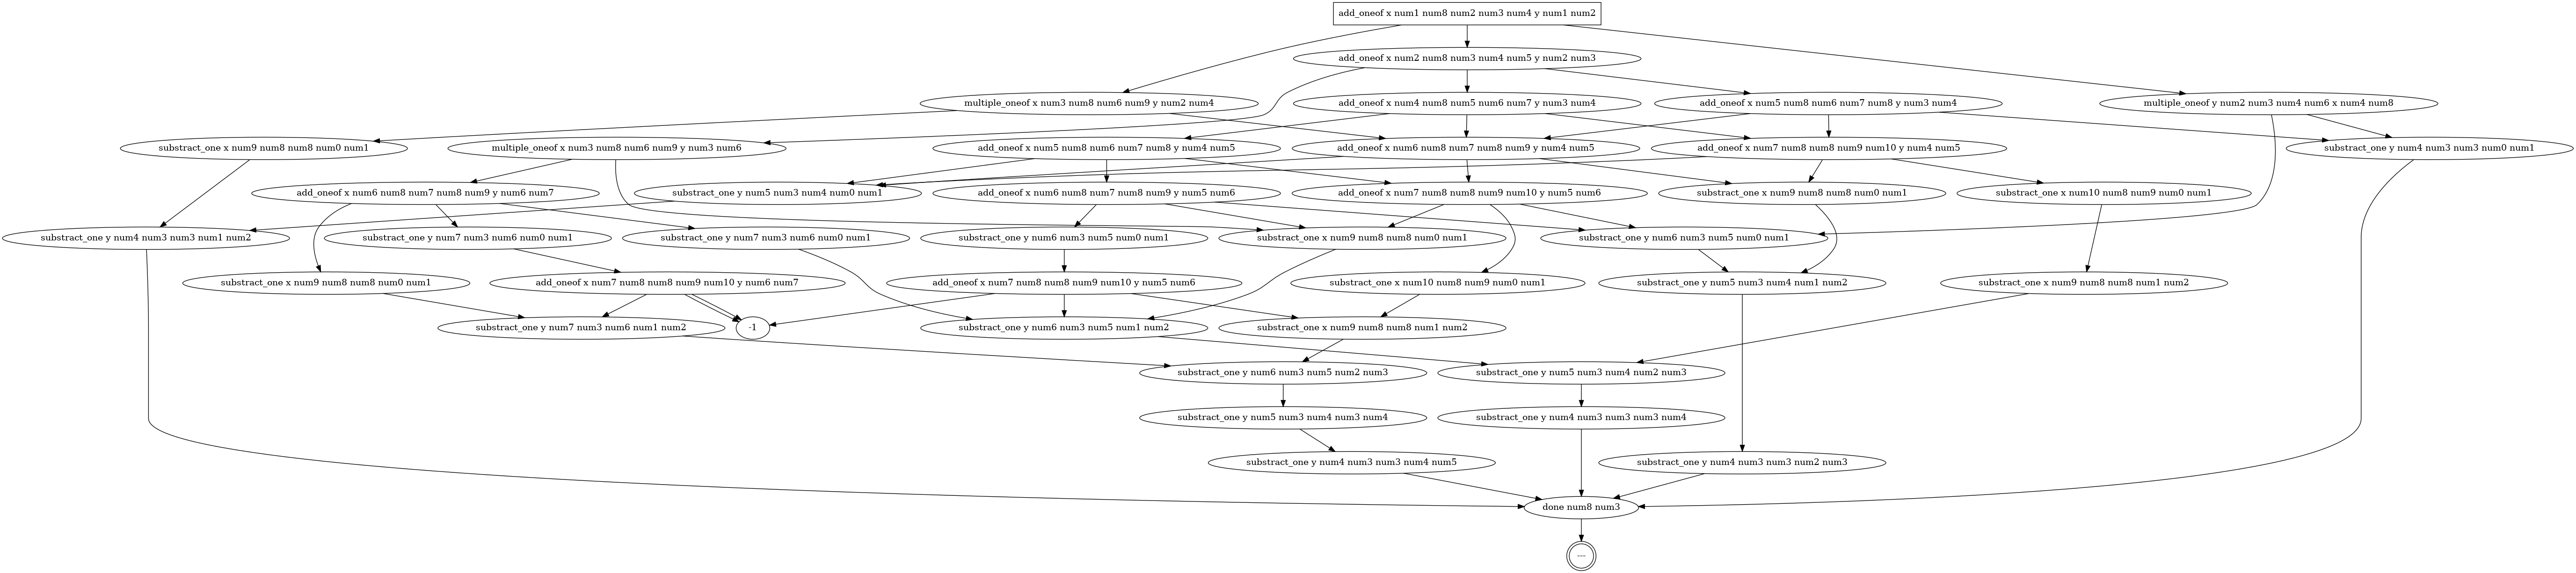 add_oneof x num1 num8 num2 num3 num4 y num1 num2
add_oneof x num2 num8 num3 num4 num5 y num2 num3
multiple_oneof x num3 num8 num6 num9 y num2 num4
add_oneof x num4 num8 num5 num6 num7 y num3 num4
add_oneof x num5 num8 num6 num7 num8 y num3 num4
multiple_oneof y num2 num3 num4 num6 x num4 num8
substract_one x num9 num8 num8 num0 num1
multiple_oneof x num3 num8 num6 num9 y num3 num6
add_oneof x num5 num8 num6 num7 num8 y num4 num5
add_oneof x num6 num8 num7 num8 num9 y num4 num5
add_oneof x num7 num8 num8 num9 num10 y num4 num5
substract_one y num4 num3 num3 num0 num1
add_oneof x num6 num8 num7 num8 num9 y num6 num7
substract_one y num5 num3 num4 num0 num1
add_oneof x num6 num8 num7 num8 num9 y num5 num6
add_oneof x num7 num8 num8 num9 num10 y num5 num6
substract_one x num9 num8 num8 num0 num1
substract_one x num10 num8 num9 num0 num1
substract_one y num4 num3 num3 num1 num2
substract_one y num7 num3 num6 num0 num1
substract_one y num7 num3 num6 num0 num1
substract_one y num6 num3 num5 num0 num1
substract_one x num9 num8 num8 num0 num1
substract_one y num6 num3 num5 num0 num1
substract_one x num9 num8 num8 num0 num1
add_oneof x num7 num8 num8 num9 num10 y num6 num7
add_oneof x num7 num8 num8 num9 num10 y num5 num6
substract_one x num10 num8 num9 num0 num1
substract_one y num5 num3 num4 num1 num2
substract_one x num9 num8 num8 num1 num2
substract_one y num7 num3 num6 num1 num2
-1
substract_one y num6 num3 num5 num1 num2
substract_one x num9 num8 num8 num1 num2
substract_one y num6 num3 num5 num2 num3
substract_one y num5 num3 num4 num2 num3
substract_one y num5 num3 num4 num3 num4
substract_one y num4 num3 num3 num3 num4
substract_one y num4 num3 num3 num4 num5
substract_one y num4 num3 num3 num2 num3
done num8 num3
---